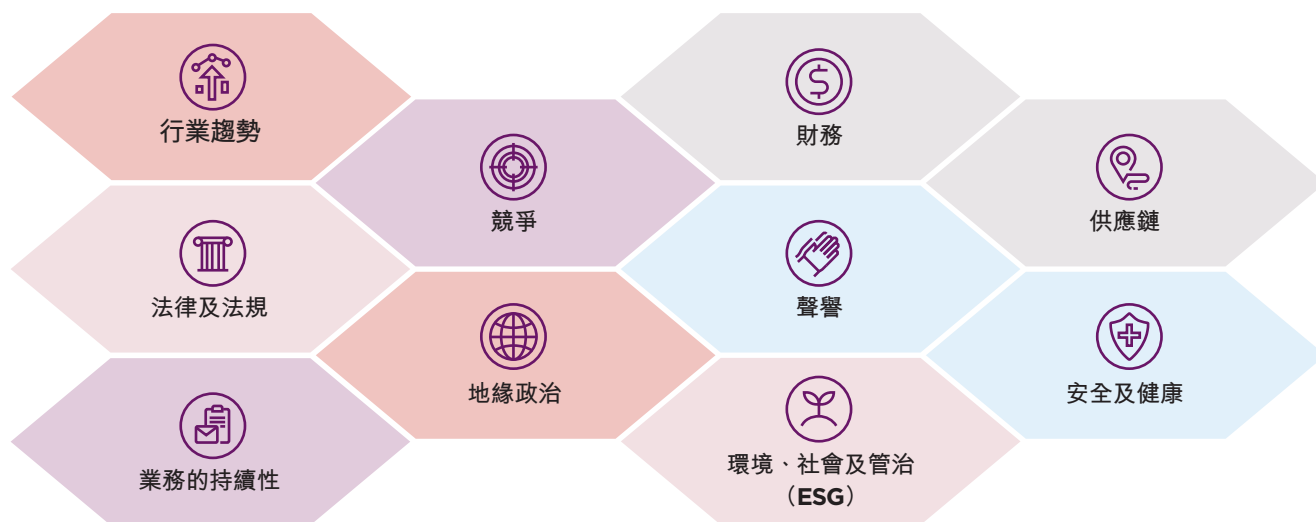 行業趨勢
財務
競爭
供應鏈
法律及法規
聲譽
地緣政治
安全及健康
業務的持續性
環境、社會及管治
（ESG）